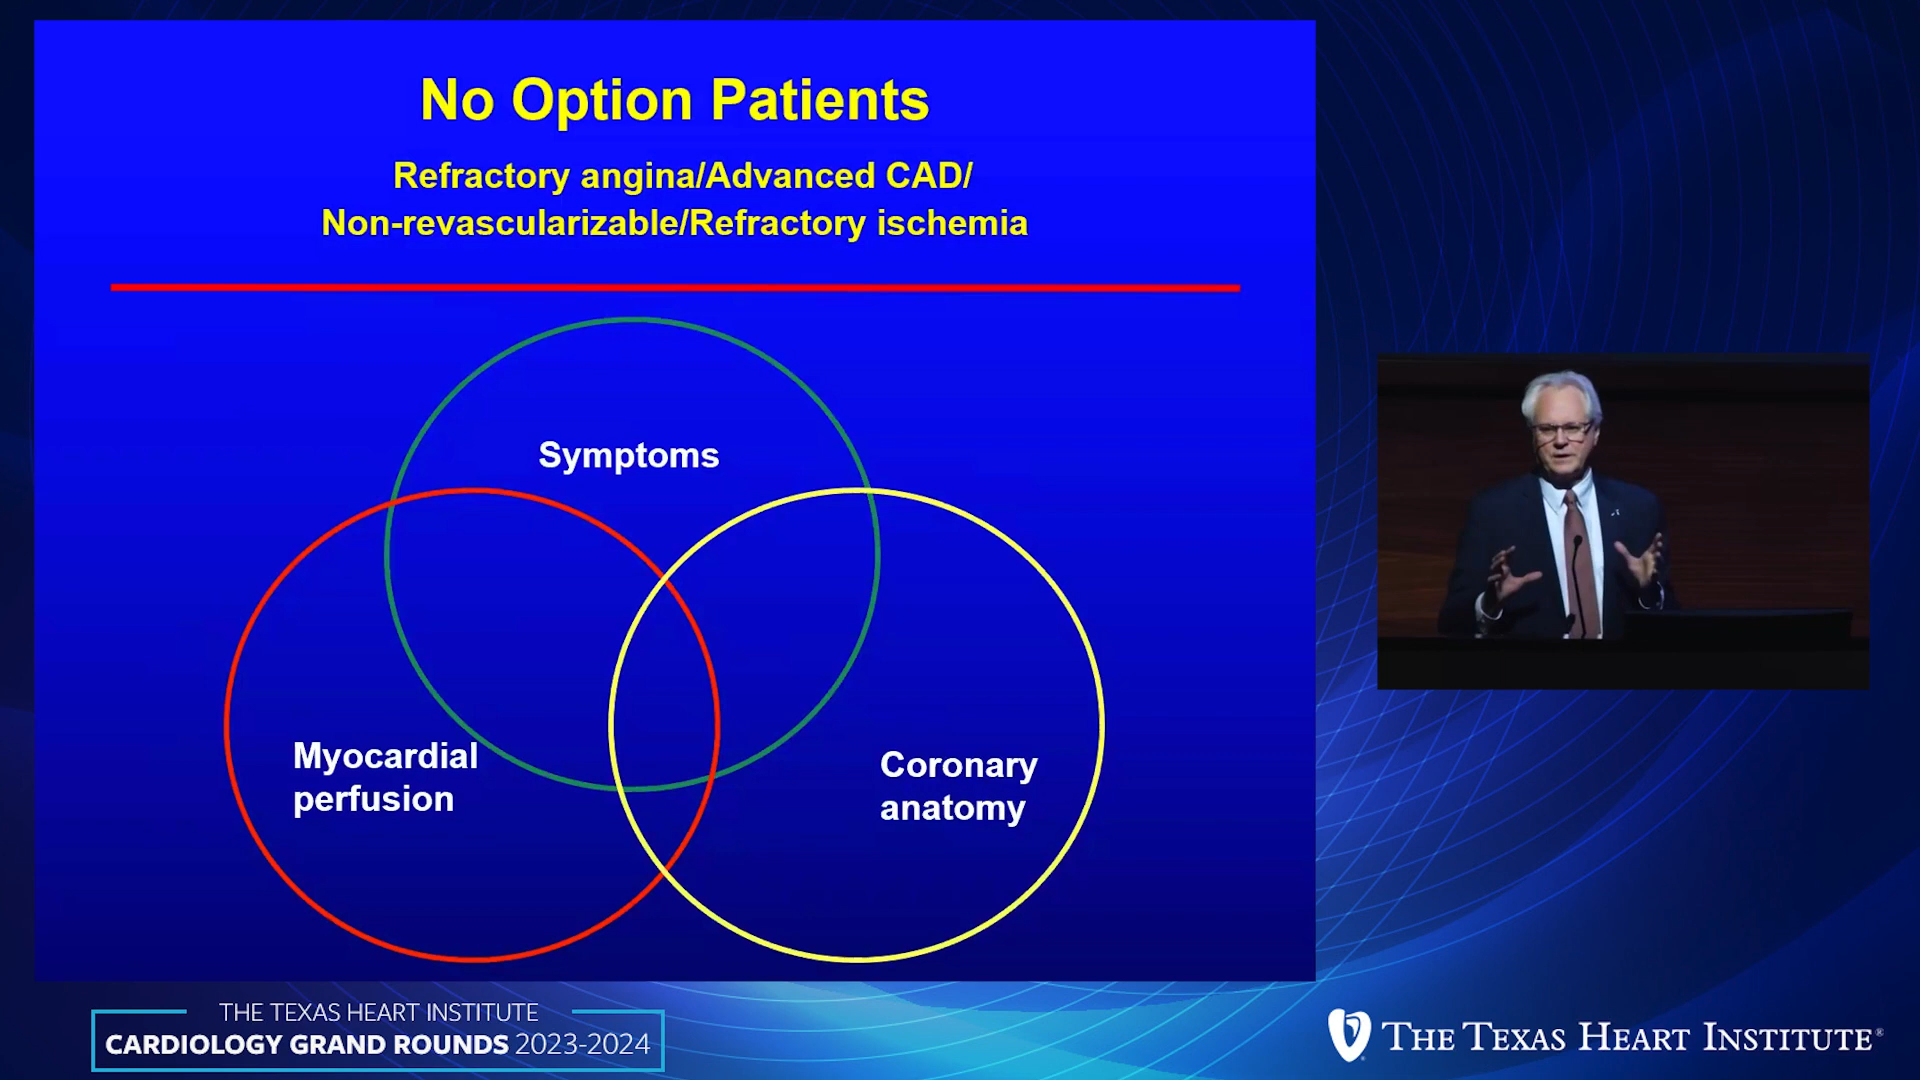 No Option Patients
Refractory angina/Advanced CAD/
Non-revascularizable/Refractory ischemia
Symptoms
Myocardial
perfusion
Coronary
anatomy
THE TEXAS HEART INSTITUTE
CARDIOLOGY GRAND ROUNDS 2023-2024
THE TEXAS HEART INSTITUTE®